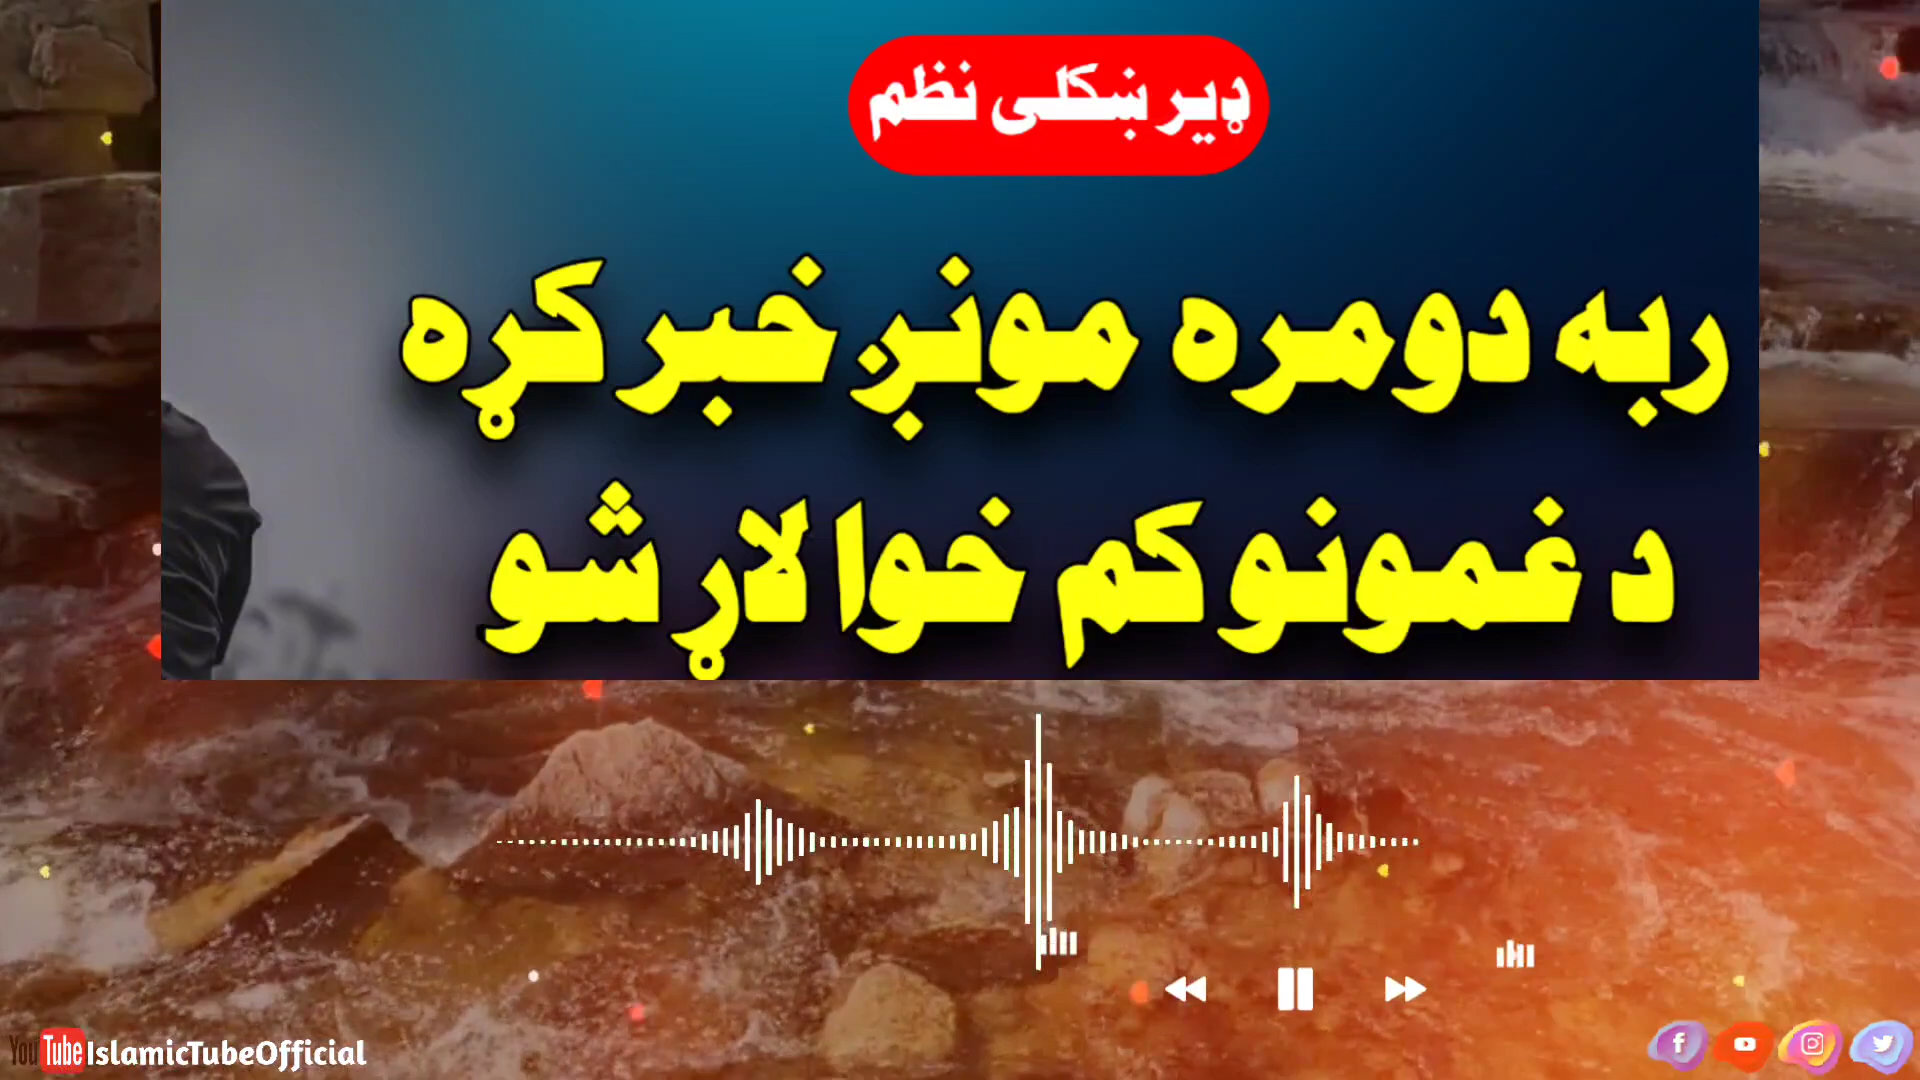 ډیر ښکلی نظم
ربه دومره مونږ خبر کړه
د غمونو کم خوا لاړ شو
YouTube IslamicTubeOfficial